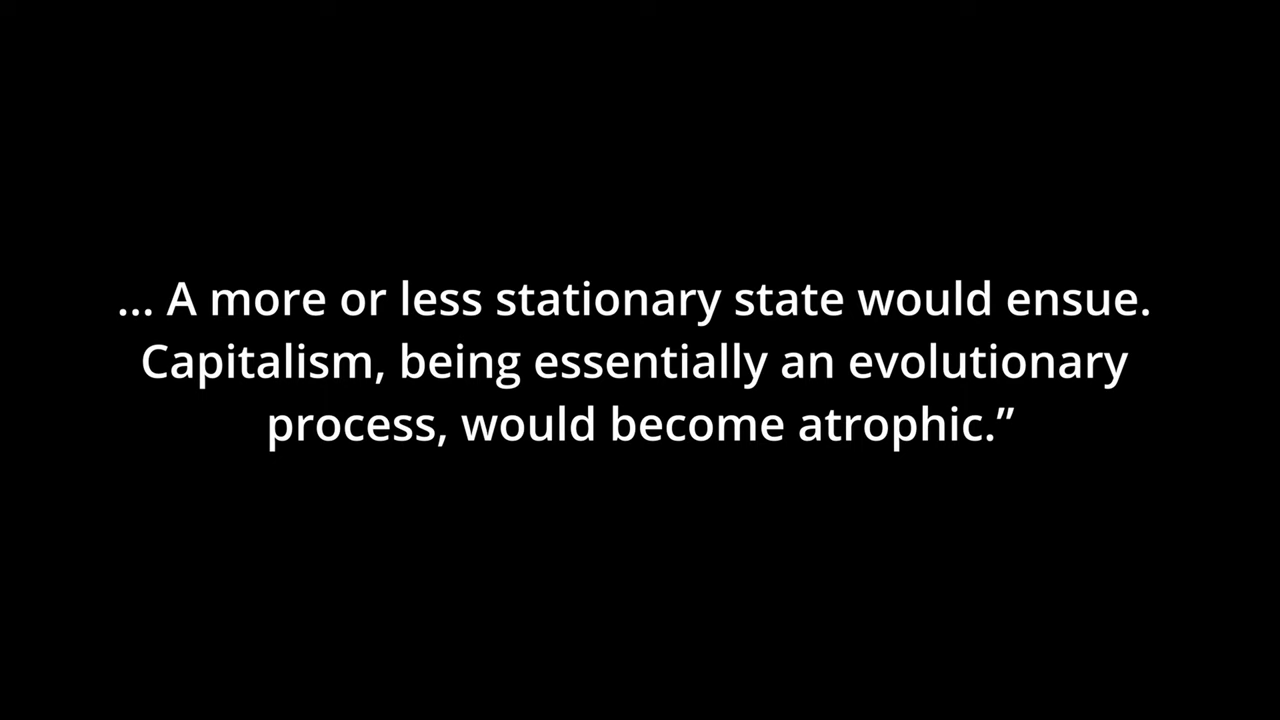 ... A more or less stationary state would ensue.
Capitalism, being essentially an evolutionary
process, would become atrophic.”